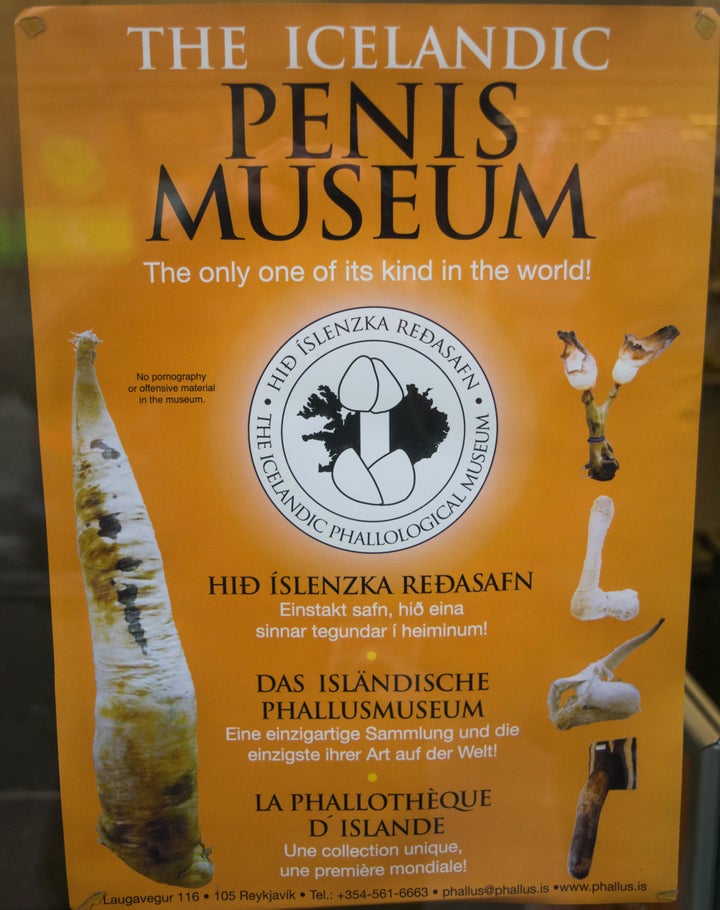 THE ICELANDIC
PENIS
MUSEUM
The only one of its kind in the world!
No pornography
or offensive material
in the museum.
• HIÐ ÍSLENZKA REÐASAFN •
THE ICELANDIC PHALLOLOGICAL MUSEUM
HIÐ ÍSLENZKA REÐASAFN
Einstakt safn, hið eina
sinnar tegundar í heiminum!
DAS ISLÄNDISCHE
PHALLUSMUSEUM
Eine einzigartige Sammlung und die
einzigste ihrer Art auf der Welt!
LA PHALLOTHÈQUE
D´ISLANDE
Une collection unique,
une première mondiale!
Laugavegur 116 • 105 Reykjavík • Tel.: +354-561-6663 • phallus@phallus.is •www.phallus.is